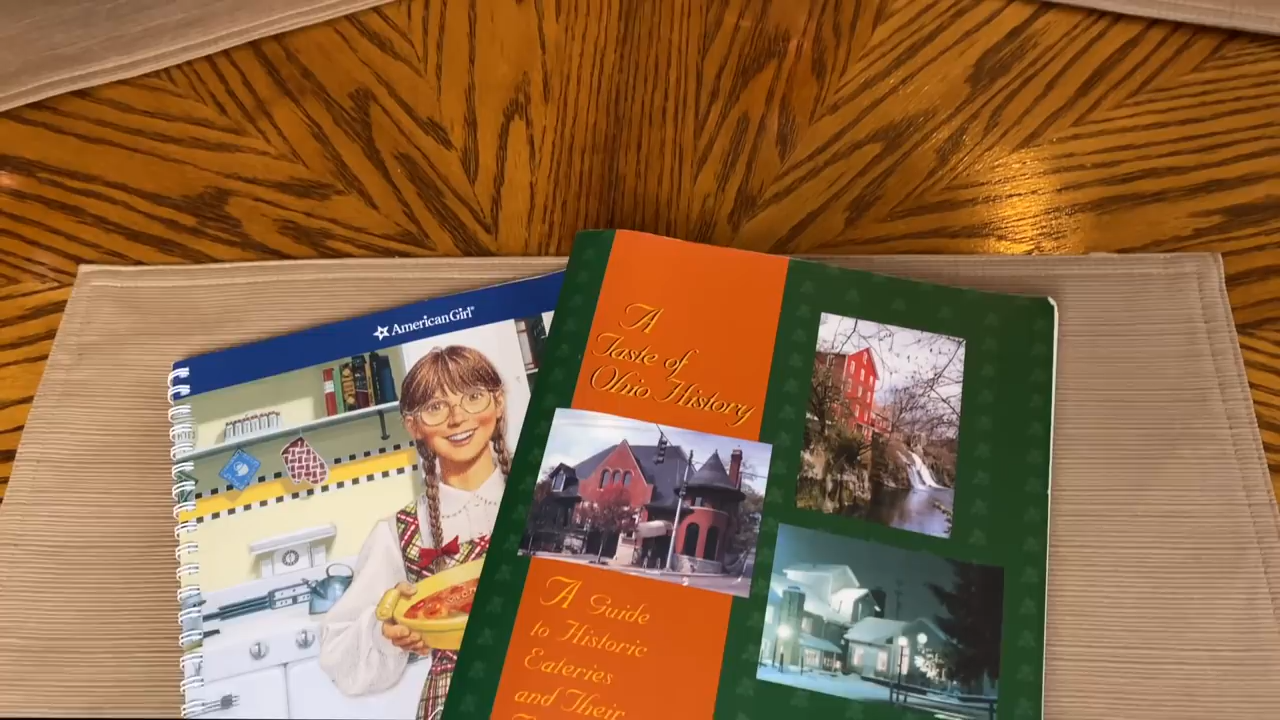 American Girl®
A
Taste of
Ohio History
A Guide
to Historic
Eateries
and Their